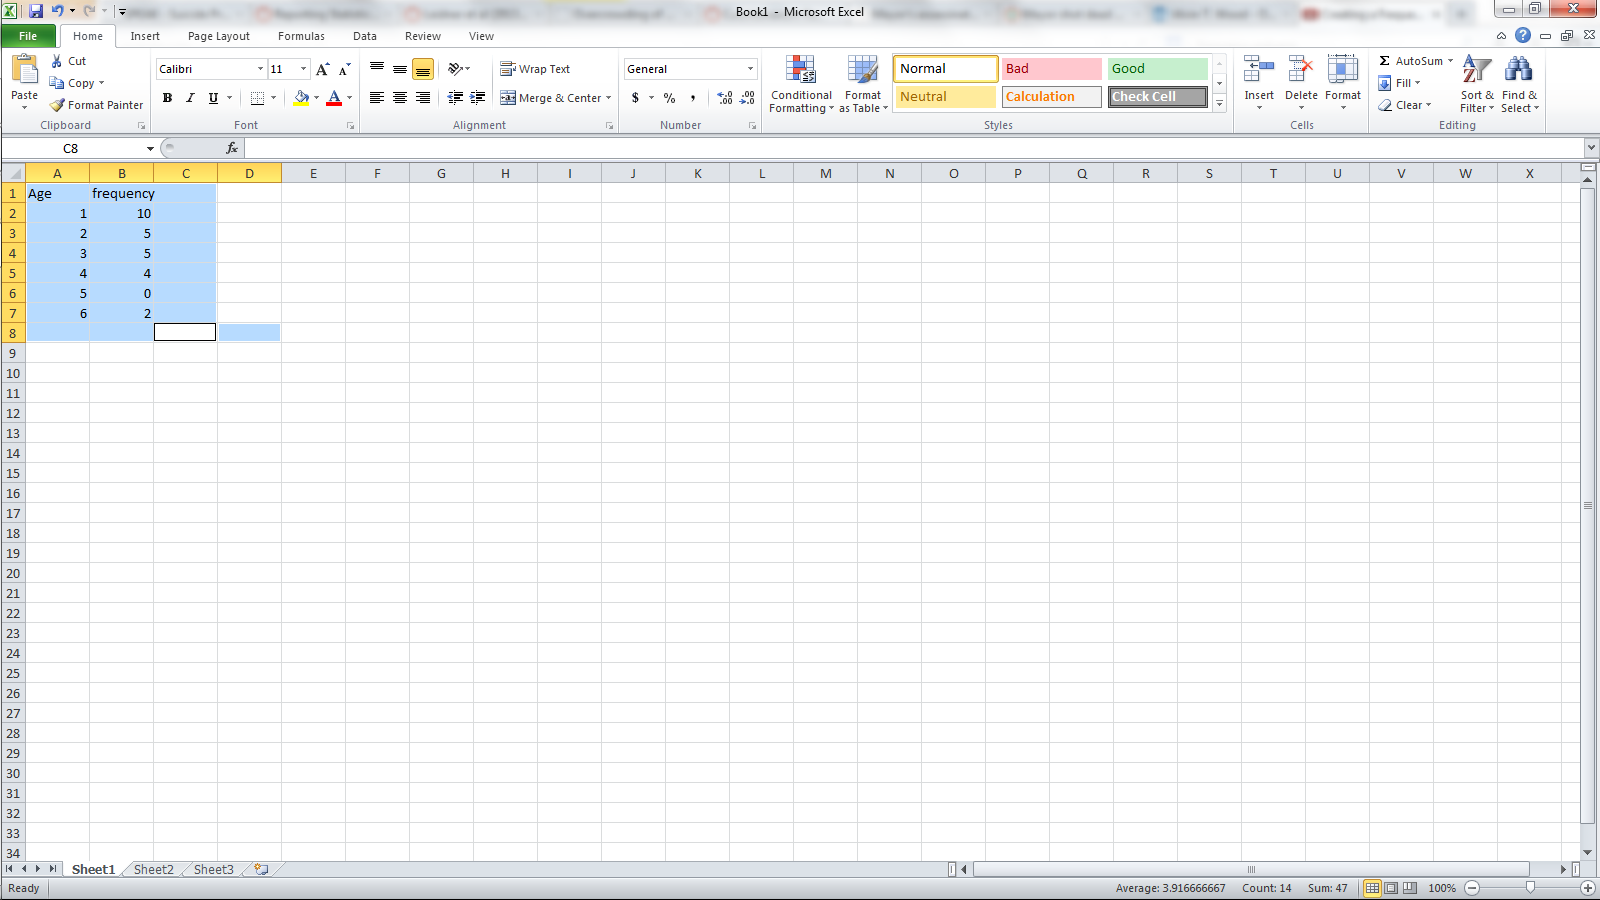 Book1 - Microsoft Excel
File Home Insert Page Layout Formulas Data Review View
Paste Cut Copy Format Painter
Calibri 11 B I U
Wrap Text Merge & Center
General $ % ,
Conditional Formatting Format as Table
Normal Bad Good
Neutral Calculation Check Cell
Insert Delete Format
Σ AutoSum Fill Clear Sort & Filter Find & Select
Clipboard Font Alignment Number Styles Cells Editing
C8 fx
A B C D E F G H I J K L M N O P Q R S T U V W X
1 Age frequency
2 1 10
3 2 5
4 3 5
5 4 4
6 5 0
7 6 2
8
9
10
11
12
13
14
15
16
17
18
19
20
21
22
23
24
25
26
27
28
29
30
31
32
33
34
Sheet1 Sheet2 Sheet3
Ready Average: 3.916666667 Count: 14 Sum: 47 100%